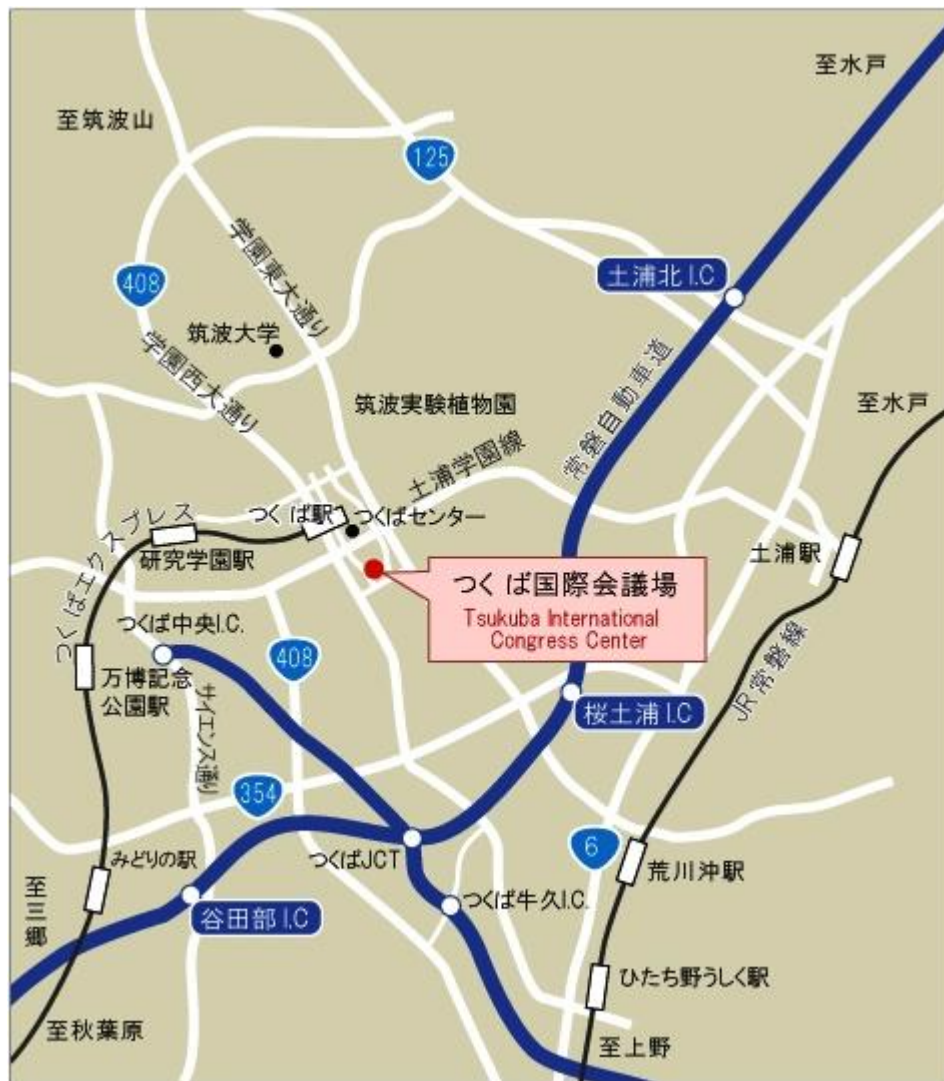 至水戸
至筑波山
125
学園東大通り
408
土浦北I.C
筑波大学
学園西大通り
常磐自動車道
筑波実験植物園
至水戸
土浦学園線
つくばエクスプレス
つくば駅
つくばセンター
研究学園駅
土浦駅
つくば国際会議場
Tsukuba International
Congress Center
つくば中央I.C.
408
JR常磐線
万博記念
公園駅
サイエンス通り
桜土浦I.C
354
6
みどりの駅
つくばJCT
荒川沖駅
至三郷
つくば牛久I.C.
谷田部I.C
ひたち野うしく駅
至秋葉原
至上野